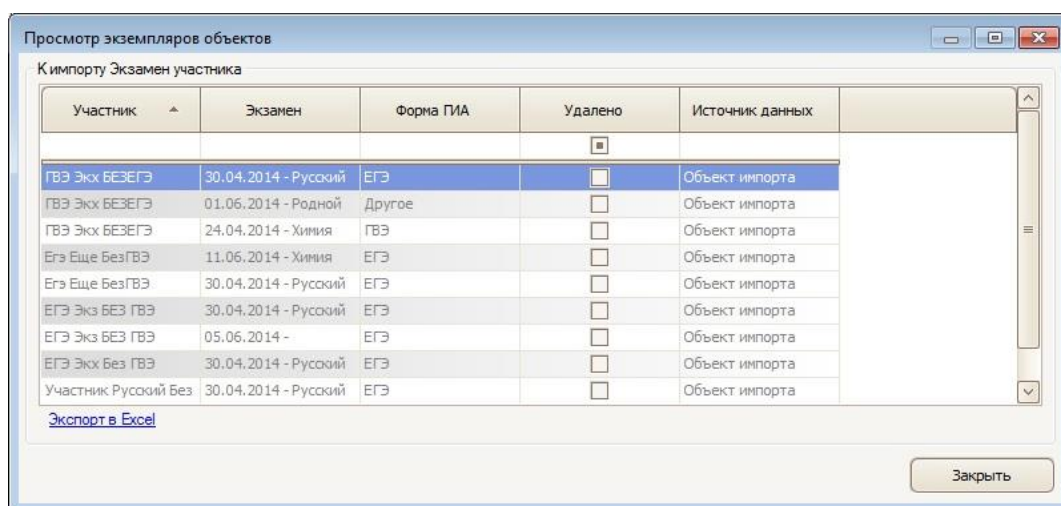 Просмотр экземпляров объектов
К импорту Экзамен участника
Участник Экзамен Форма ГИА Удалено Источник данных
ГВЭ Экх БЕЗЕГЭ 30.04.2014 - Русский ЕГЭ Объект импорта
ГВЭ Экх БЕЗЕГЭ 01.06.2014 - Родной Другое Объект импорта
ГВЭ Экх БЕЗЕГЭ 24.04.2014 - Химия ГВЭ Объект импорта
Егэ Еще БезГВЭ 11.06.2014 - Химия ЕГЭ Объект импорта
Егэ Еще БезГВЭ 30.04.2014 - Русский ЕГЭ Объект импорта
ЕГЭ Экз БЕЗ ГВЭ 30.04.2014 - Русский ЕГЭ Объект импорта
ЕГЭ Экз БЕЗ ГВЭ 05.06.2014 - ЕГЭ Объект импорта
ЕГЭ Экх Без ГВЭ 30.04.2014 - Русский ЕГЭ Объект импорта
Участник Русский Без 30.04.2014 - Русский ЕГЭ Объект импорта
Экспорт в Excel
Закрыть